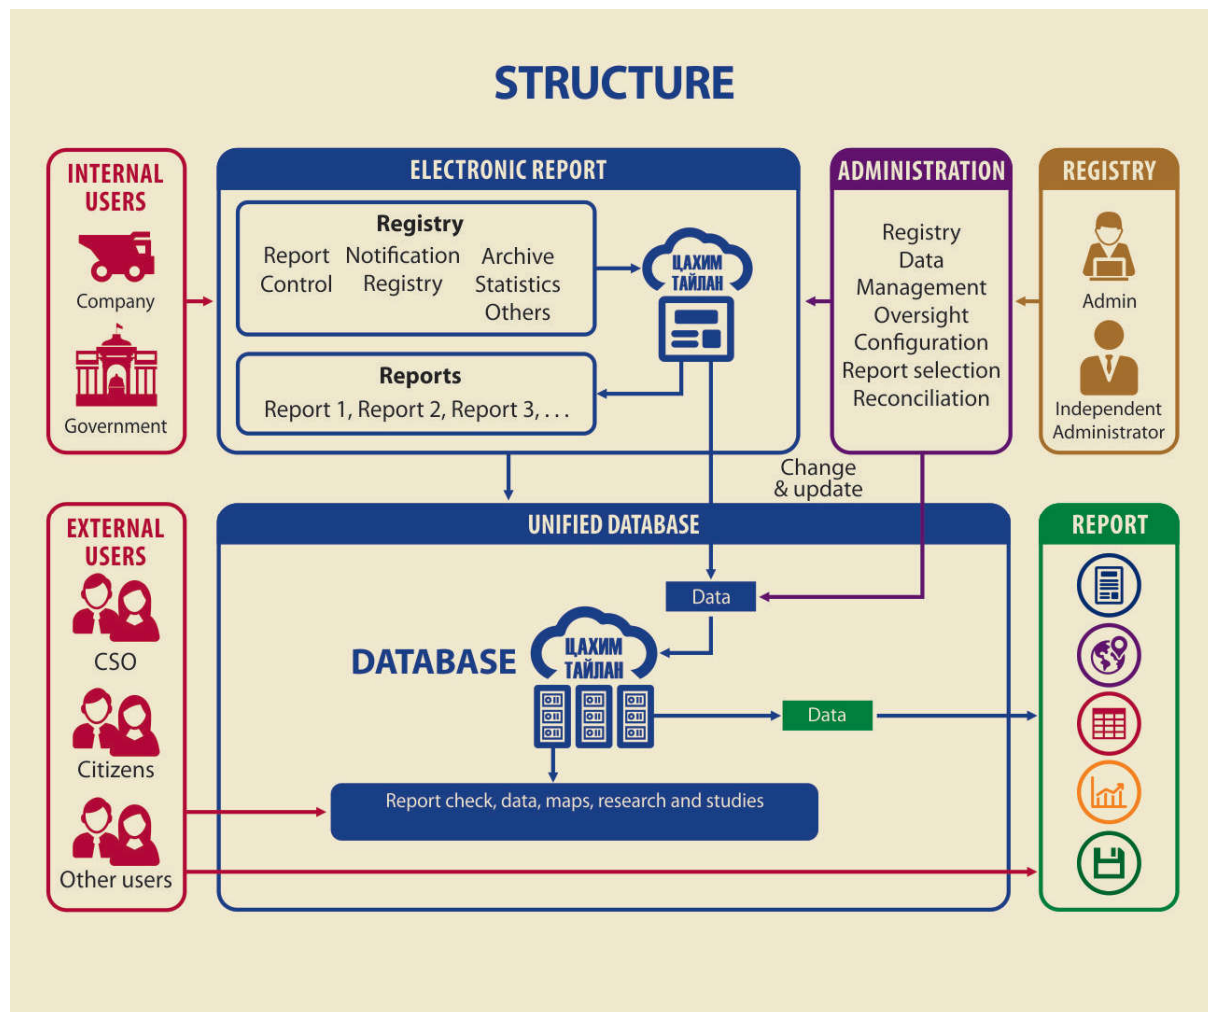 STRUCTURE
INTERNAL
USERS
Company
Government
ELECTRONIC REPORT
Registry
Report
Control
Notification
Registry
Archive
Statistics
Others
ЦАХИМ
ТАЙЛАН
Reports
Report 1, Report 2, Report 3, . . .
ADMINISTRATION
Registry
Data
Management
Oversight
Configuration
Report selection
Reconciliation
REGISTRY
Admin
Independent
Administrator
Change
& update
EXTERNAL
USERS
CSO
Citizens
Other users
UNIFIED DATABASE
Data
DATABASE
ЦАХИМ
ТАЙЛАН
Data
Report check, data, maps, research and studies
REPORT